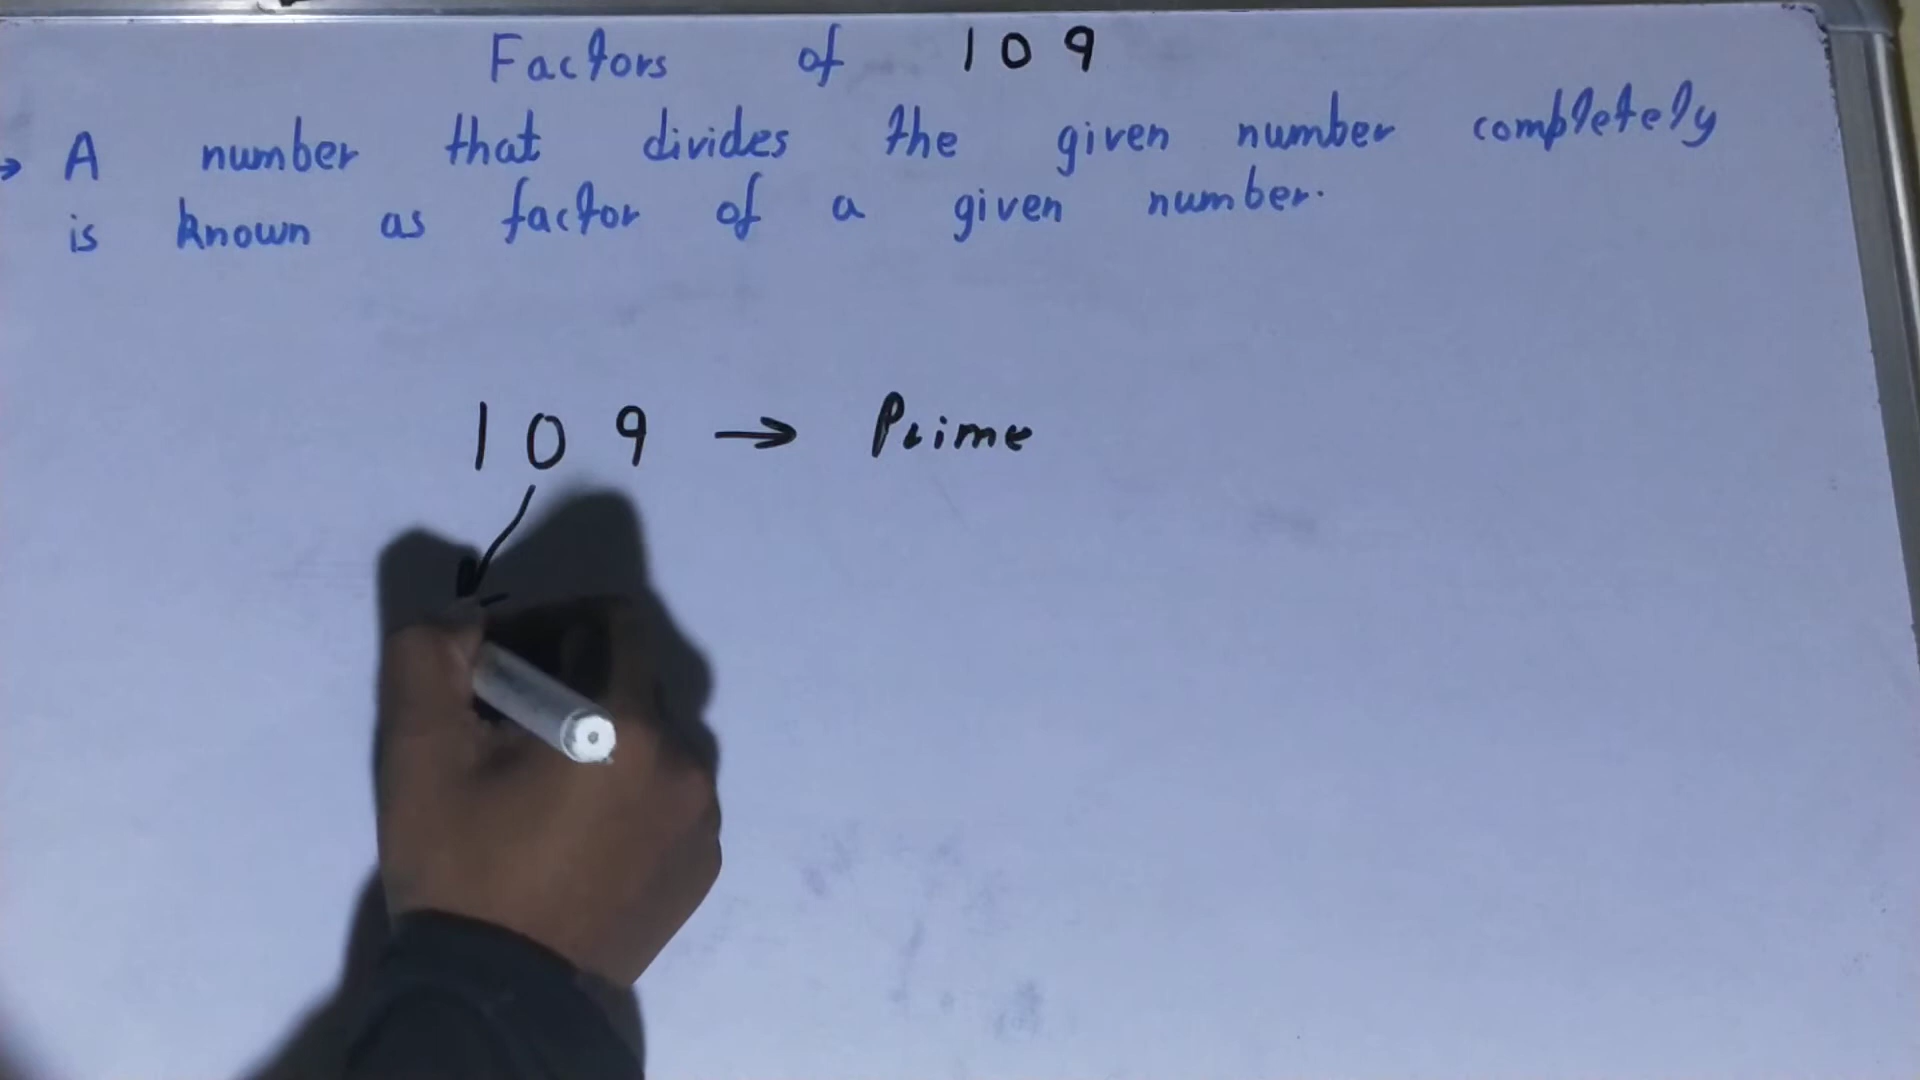 Factors of 109
→ A number that divides the given number completely
is known as factor of a given number.
109 → Prime